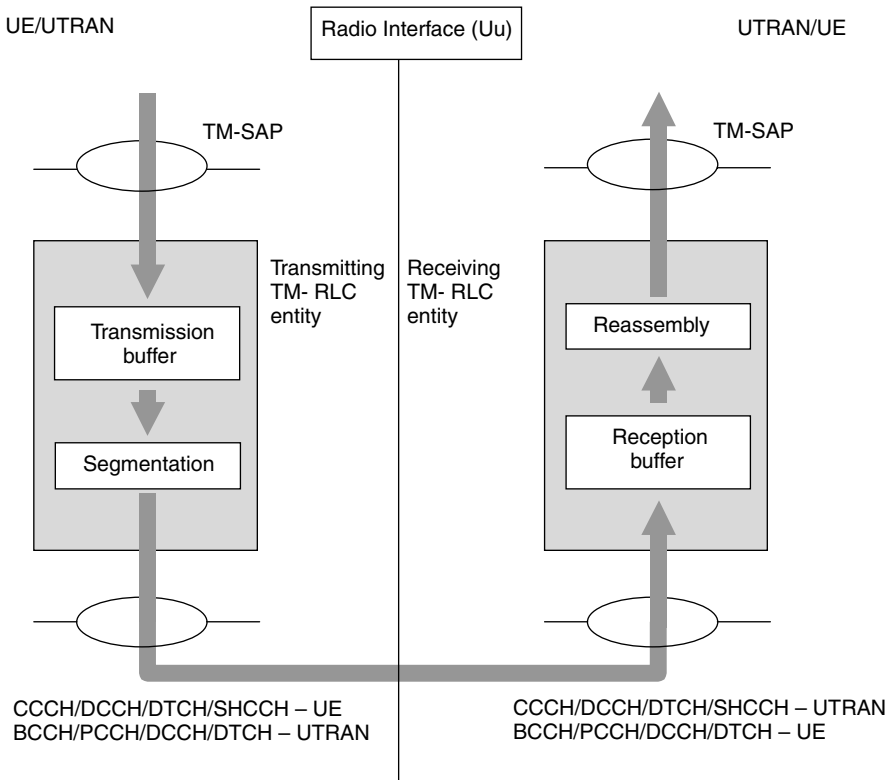 UE/UTRAN
Radio Interface (Uu)
UTRAN/UE
TM-SAP
TM-SAP
Transmitting
TM- RLC
entity
Receiving
TM- RLC
entity
Transmission
buffer
Segmentation
Reassembly
Reception
buffer
CCCH/DCCH/DTCH/SHCCH – UE
BCCH/PCCH/DCCH/DTCH – UTRAN
CCCH/DCCH/DTCH/SHCCH – UTRAN
BCCH/PCCH/DCCH/DTCH – UE